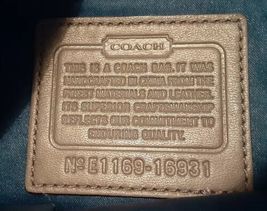 COACH
THIS IS A COACH BAG. IT WAS
HANDCRAFTED IN CHINA FROM THE
FINEST MATERIALS AND LEATHER.
ITS SUPERIOR CRAFTSMANSHIP
REFLECTS OUR COMMITMENT TO
ENDURING QUALITY.
Nº E1169-16931